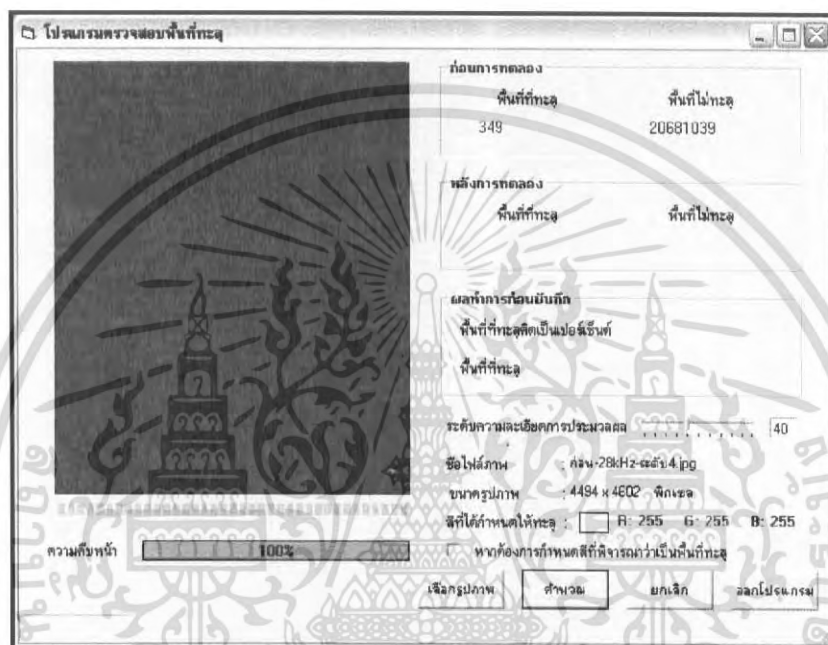 โปรแกรมตรวจสอบพื้นที่ทะลุ
ก่อนการทดลอง
พื้นที่ที่ทะลุ พื้นที่ไม่ทะลุ
349 20681039
หลังการทดลอง
พื้นที่ที่ทะลุ พื้นที่ไม่ทะลุ
ผลทำการก่อนบันทึก
พื้นที่ที่ทะลุคิดเป็นเปอร์เซ็นต์
พื้นที่ที่ทะลุ
ระดับความละเอียดการประมวลผล 40
ชื่อไฟล์ภาพ : ก่อน-28kHz-ระดับ4.jpg
ขนาดรูปภาพ : 4494 x 4602 พิกเซล
สีที่ได้กำหนดให้ทะลุ : R: 255 G: 255 B: 255
ความคืบหน้า 100%
หากต้องการกำหนดสีที่พิจารณาว่าเป็นพื้นที่ทะลุ
เลือกรูปภาพ คำนวณ ยกเลิก ออกโปรแกรม